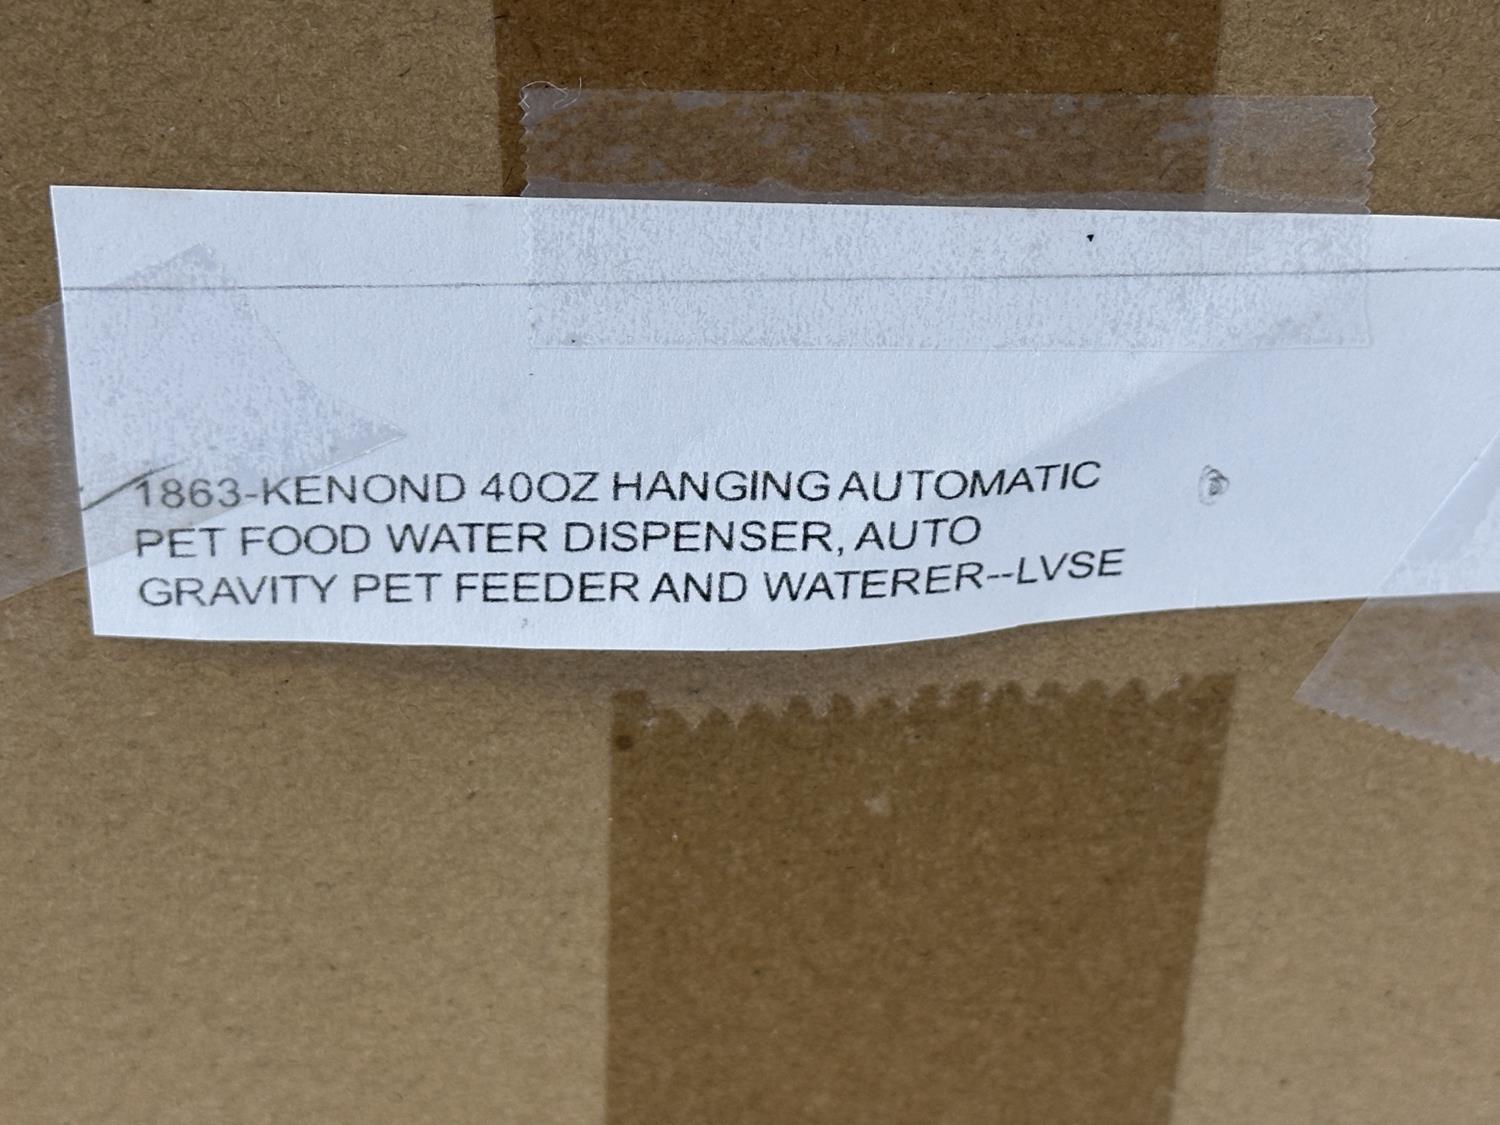 1863-KENOND 40OZ HANGING AUTOMATIC
PET FOOD WATER DISPENSER, AUTO
GRAVITY PET FEEDER AND WATERER--LVSE